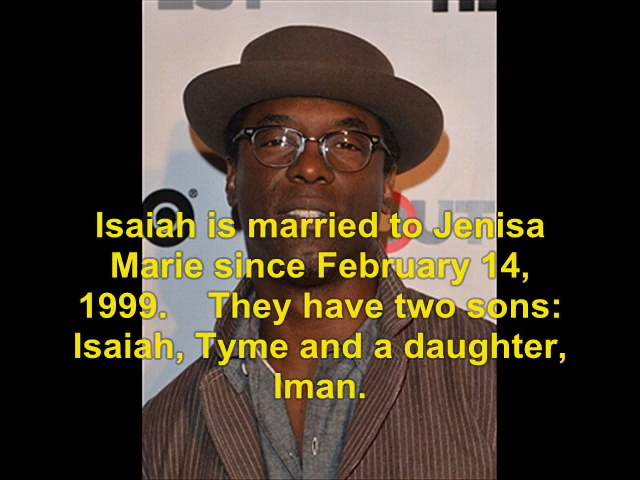 Isaiah is married to Jenisa
Marie since February 14,
1999. They have two sons:
Isaiah, Tyme and a daughter,
Iman.